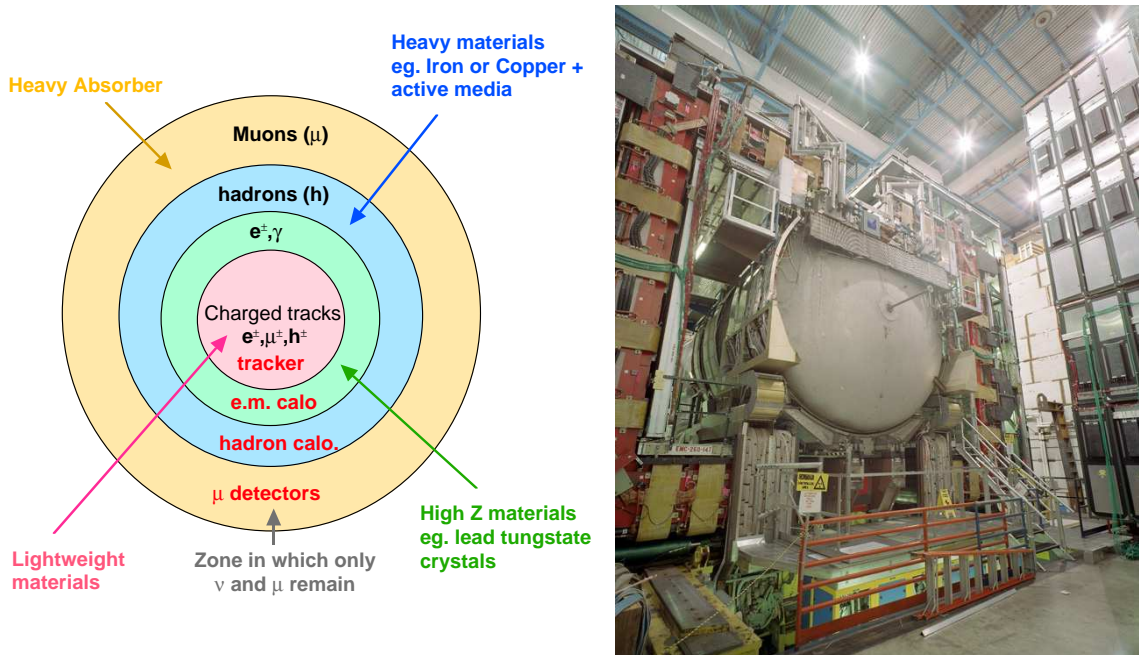 Heavy Absorber
Heavy materials
eg. Iron or Copper +
active media
Muons (μ)
hadrons (h)
e±,γ
Charged tracks
e±,μ±,h±
tracker
e.m. calo
hadron calo.
μ detectors
Lightweight
materials
Zone in which only
ν and μ remain
High Z materials
eg. lead tungstate
crystals